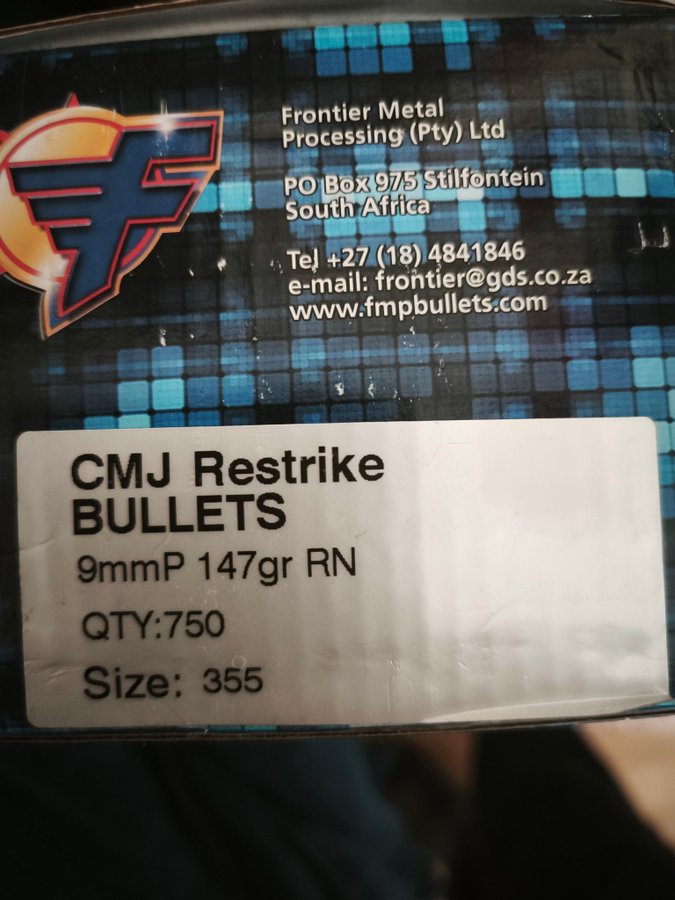 Frontier Metal
Processing (Pty) Ltd
PO Box 975 Stilfontein
South Africa
Tel +27 (18) 4841846
e-mail: frontier@gds.co.za
www.fmpbullets.com
CMJ Restrike
BULLETS
9mmP 147gr RN
QTY:750
Size: 355